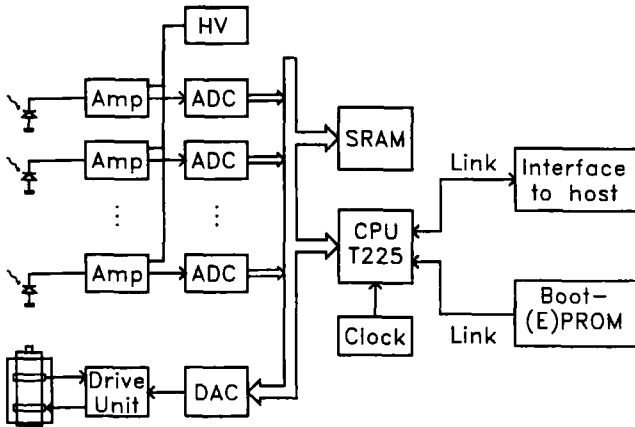 HV
Amp
ADC
Amp
ADC
SRAM
Link
Interface
to host
CPU
T225
Amp
ADC
Clock
Link
Boot-
(E)PROM
Drive
Unit
DAC